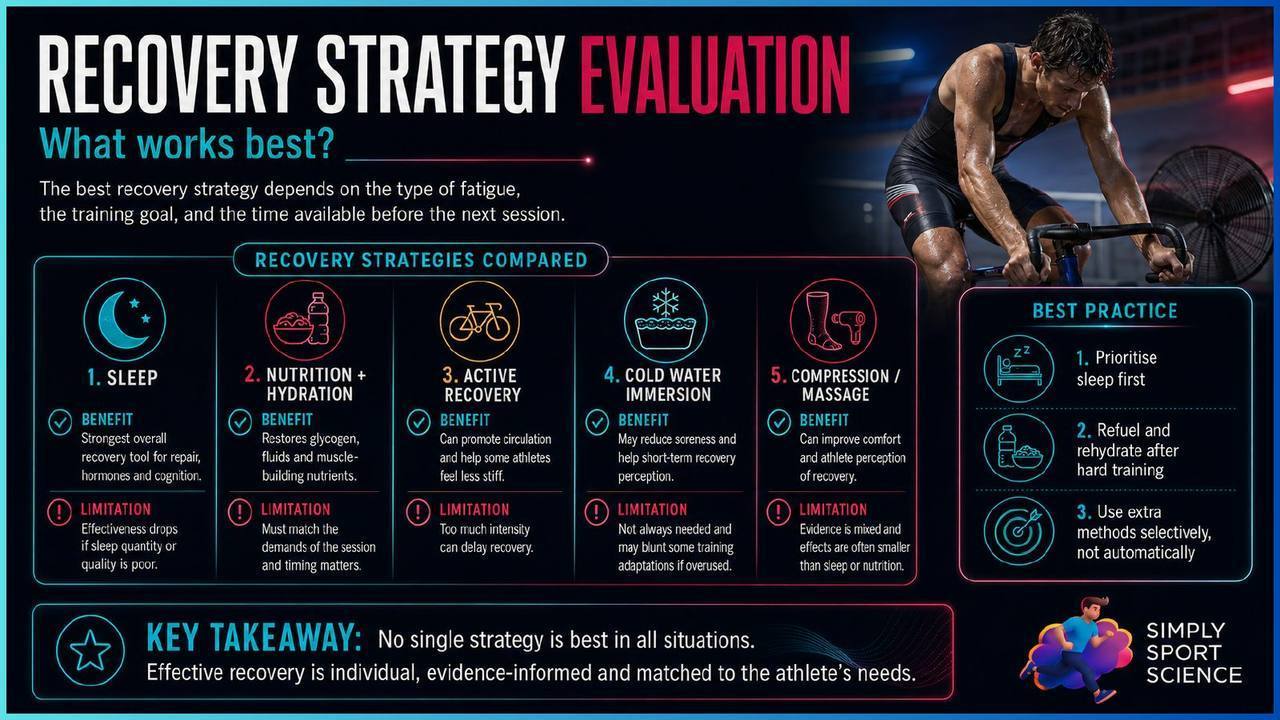 RECOVERY STRATEGY EVALUATION
What works best?
The best recovery strategy depends on the type of fatigue,
the training goal, and the time available before the next session.
RECOVERY STRATEGIES COMPARED
1. SLEEP
BENEFIT
Strongest overall
recovery tool for repair,
hormones and cognition.
LIMITATION
Effectiveness drops
if sleep quantity or
quality is poor.
2. NUTRITION +
HYDRATION
BENEFIT
Restores glycogen,
fluids and muscle-
building nutrients.
LIMITATION
Must match the
demands of the session
and timing matters.
3. ACTIVE
RECOVERY
BENEFIT
Can promote circulation
and help some athletes
feel less stiff.
LIMITATION
Too much intensity
can delay recovery.
4. COLD WATER
IMMERSION
BENEFIT
May reduce soreness and
help short-term recovery
perception.
LIMITATION
Not always needed and
may blunt some training
adaptations if overused.
5. COMPRESSION /
MASSAGE
BENEFIT
Can improve comfort
and athlete perception
of recovery.
LIMITATION
Evidence is mixed and
effects are often smaller
than sleep or nutrition.
BEST PRACTICE
zz
1. Prioritise
sleep first
2. Refuel and
rehydrate after
hard training
3. Use extra
methods selectively,
not automatically
KEY TAKEAWAY: No single strategy is best in all situations.
Effective recovery is individual, evidence-informed and matched to the athlete's needs.
SIMPLY
SPORT
SCIENCE